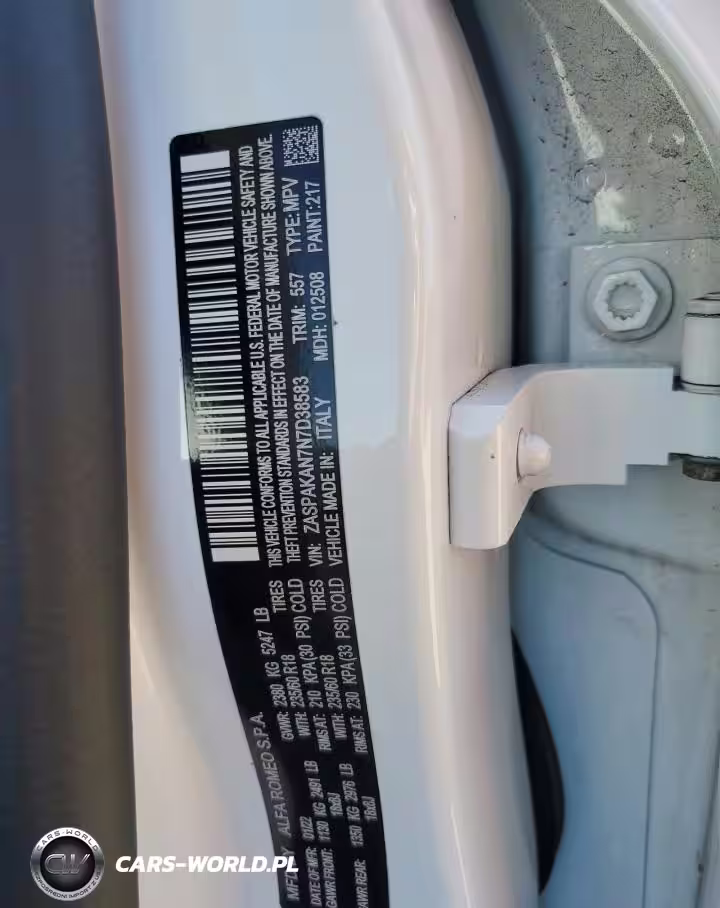 MFD BY ALFA ROMEO S.P.A.
DATE OF MFR: 01/22 GVWR: 2380 KG 5247 LB
GAWR FRONT: 1130 KG 2491 LB WITH: 235/60 R18 TIRES
18x8J RIMS AT: 210 KPA(30 PSI) COLD
GAWR REAR: 1350 KG 2976 LB WITH: 235/60 R18 TIRES
18x8J RIMS AT: 230 KPA(33 PSI) COLD
THIS VEHICLE CONFORMS TO ALL APPLICABLE U.S. FEDERAL MOTOR VEHICLE SAFETY AND
THEFT PREVENTION STANDARDS IN EFFECT ON THE DATE OF MANUFACTURE SHOWN ABOVE.
VIN: ZASPAKAN7N7D38583 TRIM: 557 TYPE: MPV
VEHICLE MADE IN: ITALY MDH: 012508 PAINT: 217
CARS-WORLD
CW
CARS-WORLD.PL